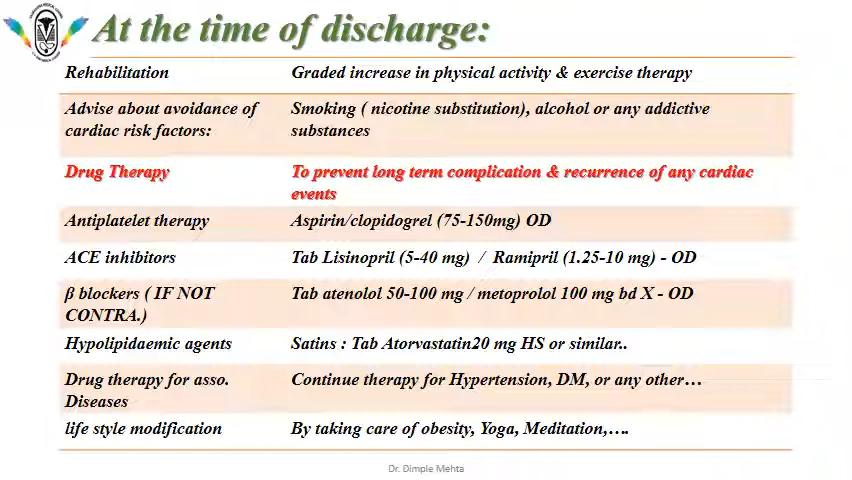 At the time of discharge:
Rehabilitation
Graded increase in physical activity & exercise therapy
Advise about avoidance of
cardiac risk factors:
Smoking ( nicotine substitution), alcohol or any addictive
substances
Drug Therapy
To prevent long term complication & recurrence of any cardiac
events
Antiplatelet therapy
Aspirin/clopidogrel (75-150mg) OD
ACE inhibitors
Tab Lisinopril (5-40 mg) / Ramipril (1.25-10 mg) - OD
β blockers ( IF NOT
CONTRA.)
Tab atenolol 50-100 mg / metoprolol 100 mg bd X - OD
Hypolipidaemic agents
Satins : Tab Atorvastatin20 mg HS or similar..
Drug therapy for asso.
Diseases
Continue therapy for Hypertension, DM, or any other…
life style modification
By taking care of obesity, Yoga, Meditation,….
Dr. Dimple Mehta